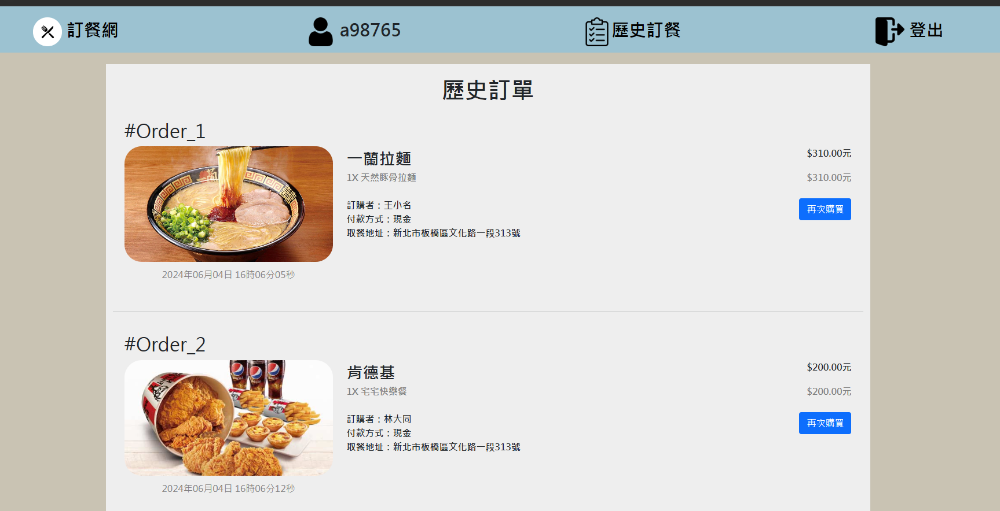 訂餐網
a98765
歷史訂餐
登出
歷史訂單
#Order_1
一蘭拉麵
$310.00元
1X 天然豚骨拉麵
$310.00元
訂購者：王小名
再次購買
付款方式：現金
取餐地址：新北市板橋區文化路一段313號
2024年06月04日 16時06分05秒
#Order_2
肯德基
$200.00元
1X 宅宅快樂餐
$200.00元
訂購者：林大同
再次購買
付款方式：現金
取餐地址：新北市板橋區文化路一段313號
2024年06月04日 16時06分12秒